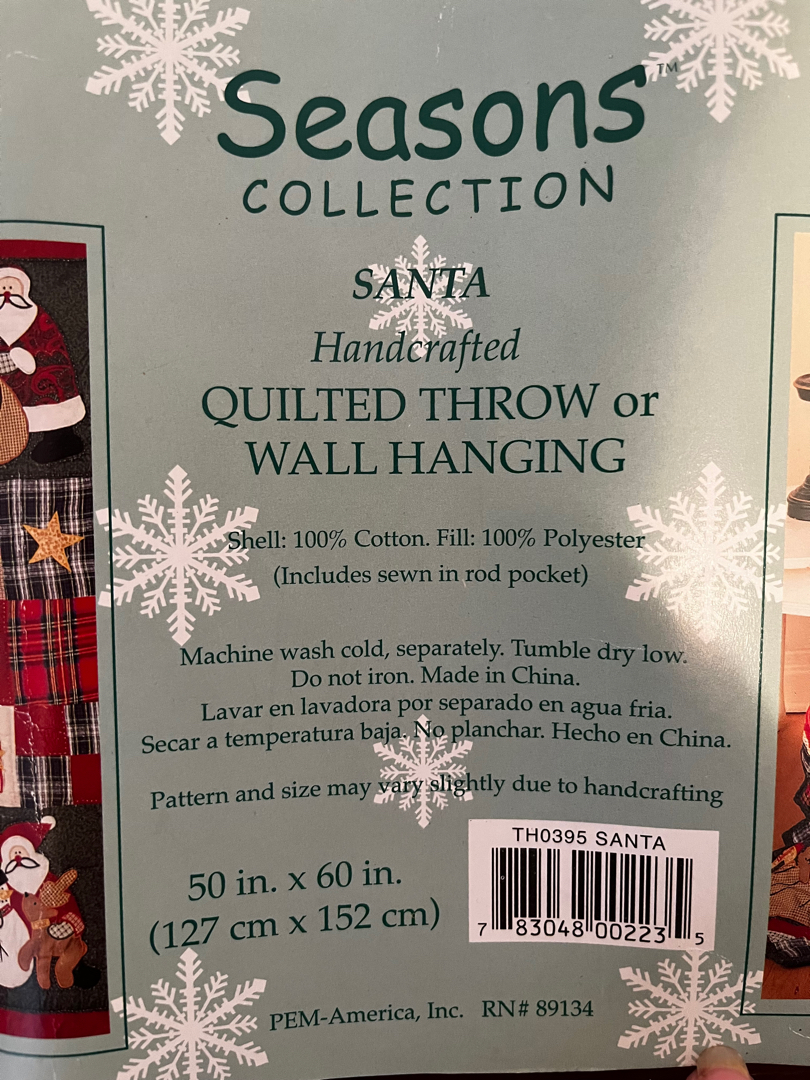 Seasons™
COLLECTION
SANTA
Handcrafted
QUILTED THROW or
WALL HANGING
Shell: 100% Cotton. Fill: 100% Polyester
(Includes sewn in rod pocket)
Machine wash cold, separately. Tumble dry low.
Do not iron. Made in China.
Lavar en lavadora por separado en agua fria.
Secar a temperatura baja. No planchar. Hecho en China.
Pattern and size may vary slightly due to handcrafting
TH0395 SANTA
50 in. x 60 in.
(127 cm x 152 cm)
7 83048 00223 5
PEM-America, Inc. RN# 89134